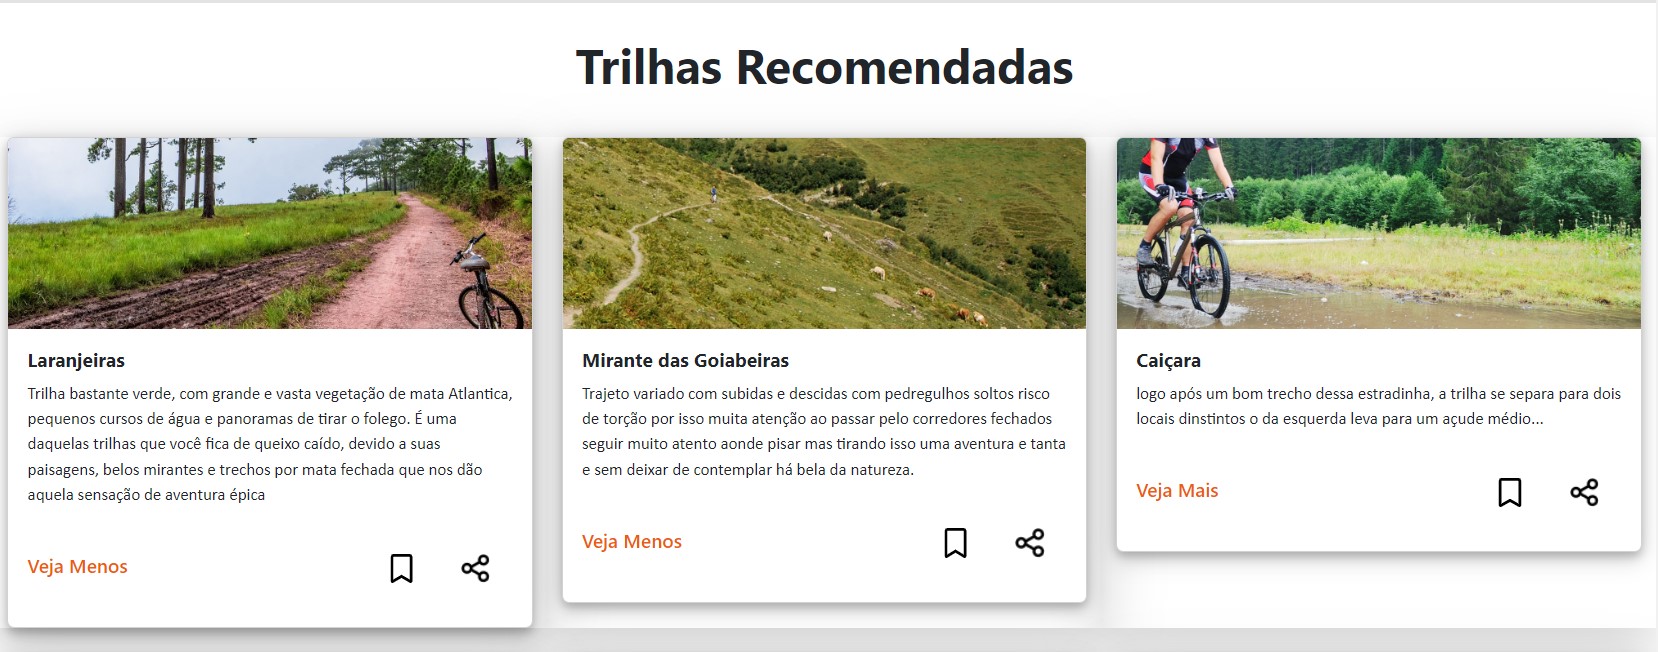 Trilhas Recomendadas
Laranjeiras
Trilha bastante verde, com grande e vasta vegetação de mata Atlantica,
pequenos cursos de água e panoramas de tirar o folego. É uma
daquelas trilhas que você fica de queixo caído, devido a suas
paisagens, belos mirantes e trechos por mata fechada que nos dão
aquela sensação de aventura épica
Veja Menos
Mirante das Goiabeiras
Trajeto variado com subidas e descidas com pedregulhos soltos risco
de torção por isso muita atenção ao passar pelo corredores fechados
seguir muito atento aonde pisar mas tirando isso uma aventura e tanta
e sem deixar de contemplar há bela da natureza.
Veja Menos
Caiçara
logo após um bom trecho dessa estradinha, a trilha se separa para dois
locais dinstintos o da esquerda leva para um açude médio...
Veja Mais